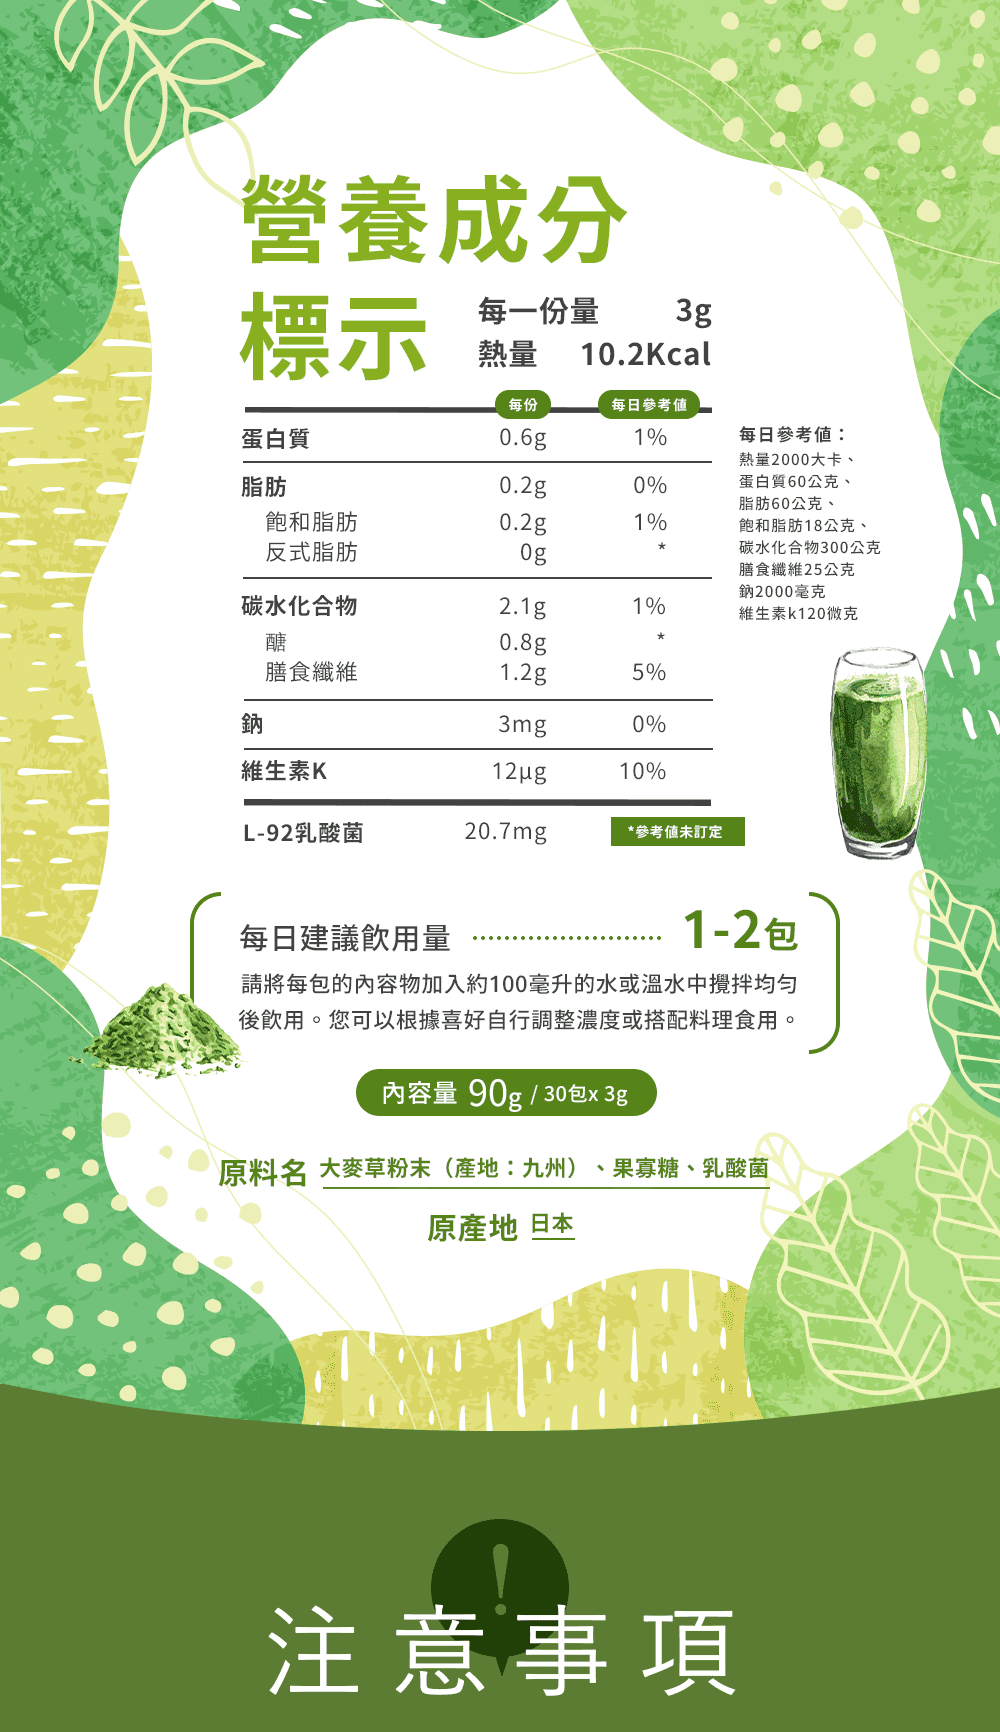 營養成分
標示
每一份量 3g
熱量 10.2Kcal
每份 每日參考値
蛋白質 0.6g 1%
脂肪 0.2g 0%
飽和脂肪 0.2g 1%
反式脂肪 0g *
碳水化合物 2.1g 1%
醣 0.8g *
膳食纖維 1.2g 5%
鈉 3mg 0%
維生素K 12μg 10%
L-92乳酸菌 20.7mg *參考値未訂定
每日參考値：
熱量2000大卡、
蛋白質60公克、
脂肪60公克、
飽和脂肪18公克、
碳水化合物300公克
膳食纖維25公克
鈉2000毫克
維生素k120微克
每日建議飲用量 ........................ 1-2包
請將每包的內容物加入約100毫升的水或溫水中攪拌均勻
後飲用。您可以根據喜好自行調整濃度或搭配料理食用。
內容量 90g / 30包x 3g
原料名 大麥草粉末（產地：九州）、果寡糖、乳酸菌
原產地 日本
!
注意事項